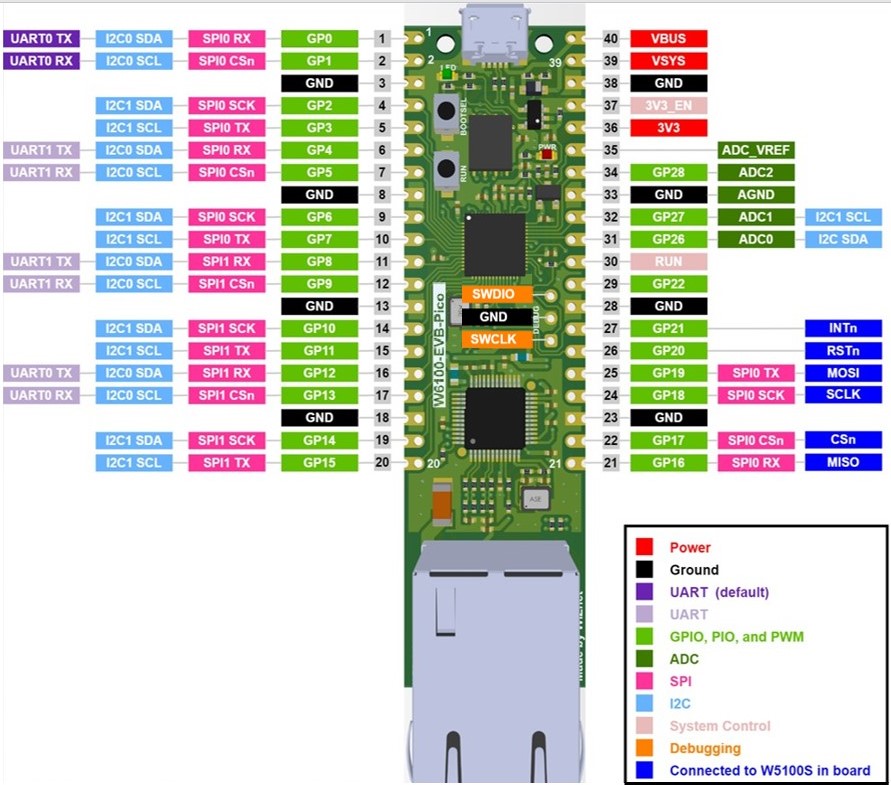 UART0 TX I2C0 SDA SPI0 RX GP0 1 1 40 VBUS
UART0 RX I2C0 SCL SPI0 CSn GP1 2 2 39 39 VSYS
LED
GND 3 38 GND
I2C1 SDA SPI0 SCK GP2 4 BOOTSEL 37 3V3_EN
I2C1 SCL SPI0 TX GP3 5 36 3V3
UART1 TX I2C0 SDA SPI0 RX GP4 6 PWR 35 ADC_VREF
UART1 RX I2C0 SCL SPI0 CSn GP5 7 RUN 34 GP28 ADC2
GND 8 33 GND AGND
I2C1 SDA SPI0 SCK GP6 9 32 GP27 ADC1 I2C1 SCL
I2C1 SCL SPI0 TX GP7 10 31 GP26 ADC0 I2C SDA
UART1 TX I2C0 SDA SPI1 RX GP8 11 30 RUN
UART1 RX I2C0 SCL SPI1 CSn GP9 12 29 GP22
SWDIO
GND 13 GND DEBUG 28 GND
I2C1 SDA SPI1 SCK GP10 14 27 GP21 INTn
SWCLK
I2C1 SCL SPI1 TX GP11 15 26 GP20 RSTn
W6100-EVB-Pico
UART0 TX I2C0 SDA SPI1 RX GP12 16 25 GP19 SPI0 TX MOSI
UART0 RX I2C0 SCL SPI1 CSn GP13 17 24 GP18 SPI0 SCK SCLK
GND 18 23 GND
I2C1 SDA SPI1 SCK GP14 19 22 GP17 SPI0 CSn CSn
I2C1 SCL SPI1 TX GP15 20 20 21 21 GP16 SPI0 RX MISO
ASE
made by WIZnet
Power
Ground
UART (default)
UART
GPIO, PIO, and PWM
ADC
SPI
I2C
System Control
Debugging
Connected to W5100S in board